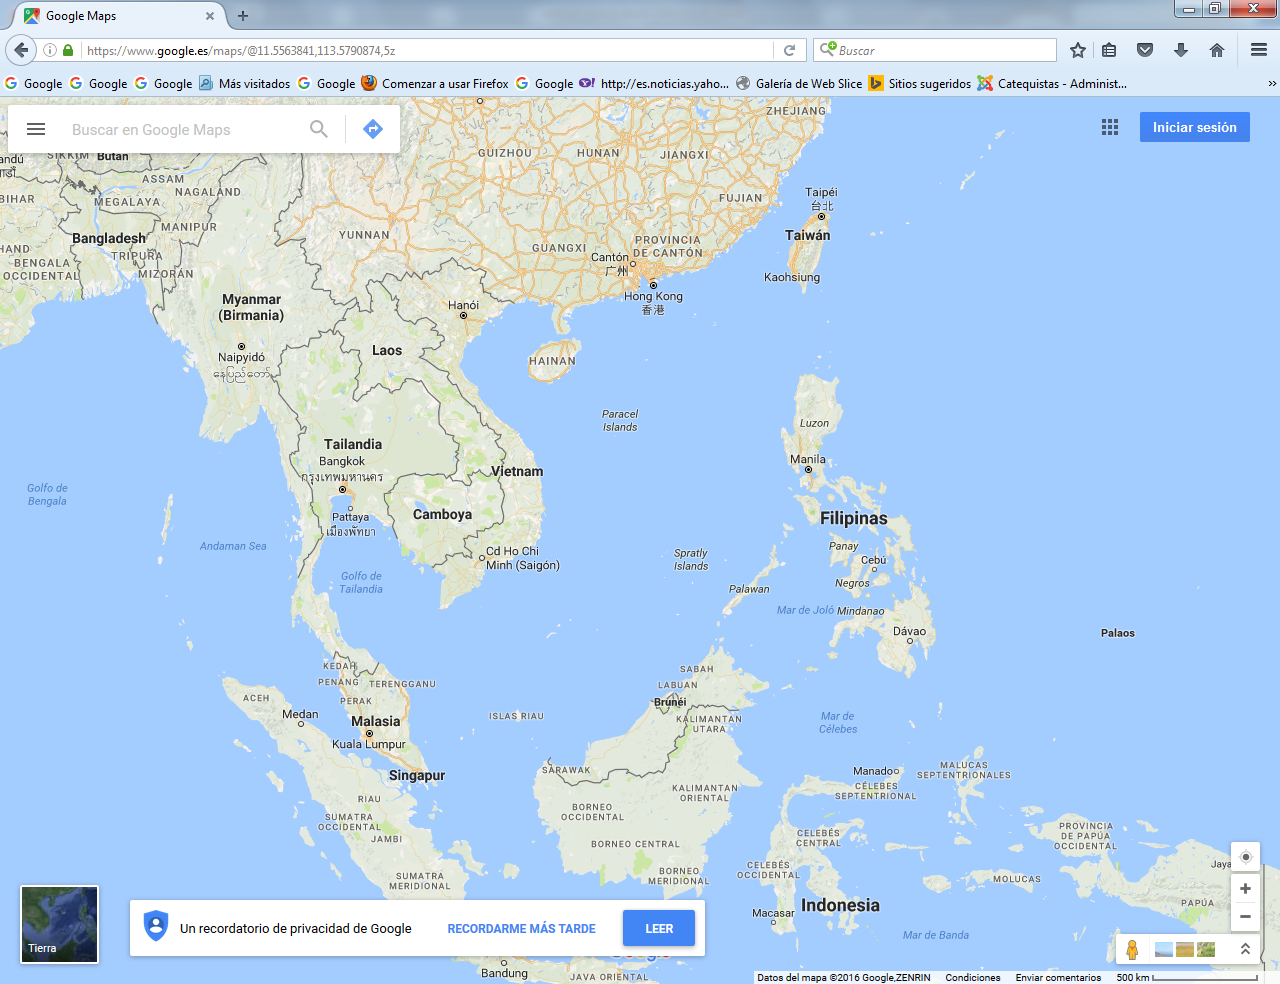 Google Maps
https://www.google.es/maps/@11.5563841,113.5790874,5z
Buscar
Google
Google
Google
Más visitados
Google
Comenzar a usar Firefox
Google
http://es.noticias.yaho...
Galería de Web Slice
Sitios sugeridos
Catequistas - Administ...
»
Buscar en Google Maps
Iniciar sesión
ZHEJIANG
GUIZHOU
HUNAN
JIANGXI
SIKKIM
Bután
ASSAM
NAGALAND
BIHAR
MEGALAYA
FUJIAN
Taipéi
台北
Taiwán
MANIPUR
YUNNAN
Bangladesh
TRIPURA
BENGALA
OCCIDENTAL
MIZORÁN
GUANGXI
PROVINCIA
DE CANTÓN
Cantón
广州
Kaohsiung
Hong Kong
香港
Myanmar
(Birmania)
Hanói
Naipyidó
နေပြည်တော်
Laos
HAINAN
Paracel
Islands
Luzon
Tailandia
Bangkok
กรุงเทพมหานคร
Vietnam
Manila
Golfo de
Bengala
Pattaya
เมืองพัทยา
Camboya
Filipinas
Andaman Sea
Cd Ho Chi
Minh (Saigón)
Spratly
Islands
Panay
Cebú
Golfo de
Tailandia
Palawan
Negros
Mar de Joló
Mindanao
Dávao
Palaos
KEDAH
PENANG
TERENGGANU
PERAK
SABAH
LABUAN
Brunéi
ACEH
Medan
Malasia
Kuala Lumpur
ISLAS RIAU
KALIMANTAN
UTARA
Mar de
Célebes
Singapur
SARAWAK
Manado
MALUCAS
SEPTENTRIONALES
CÉLEBES
SEPTENTRIONAL
RIAU
SUMATRA
OCCIDENTAL
JAMBI
BORNEO
OCCIDENTAL
KALIMANTAN
ORIENTAL
CELEBÉS
CENTRAL
PROVINCIA
DE PAPÚA
OCCIDENTAL
BORNEO CENTRAL
Jaya
SUMATRA
MERIDIONAL
BORNEO
MERIDIONAL
CELEBÉS
OCCIDENTAL
MOLUCAS
PAPÚA
Macasar
Indonesia
Mar de Banda
Tierra
Un recordatorio de privacidad de Google
RECORDARME MÁS TARDE
LEER
Bandung
JAVA ORIENTAL
Datos del mapa ©2016 Google,ZENRIN
Condiciones
Enviar comentarios
500 km